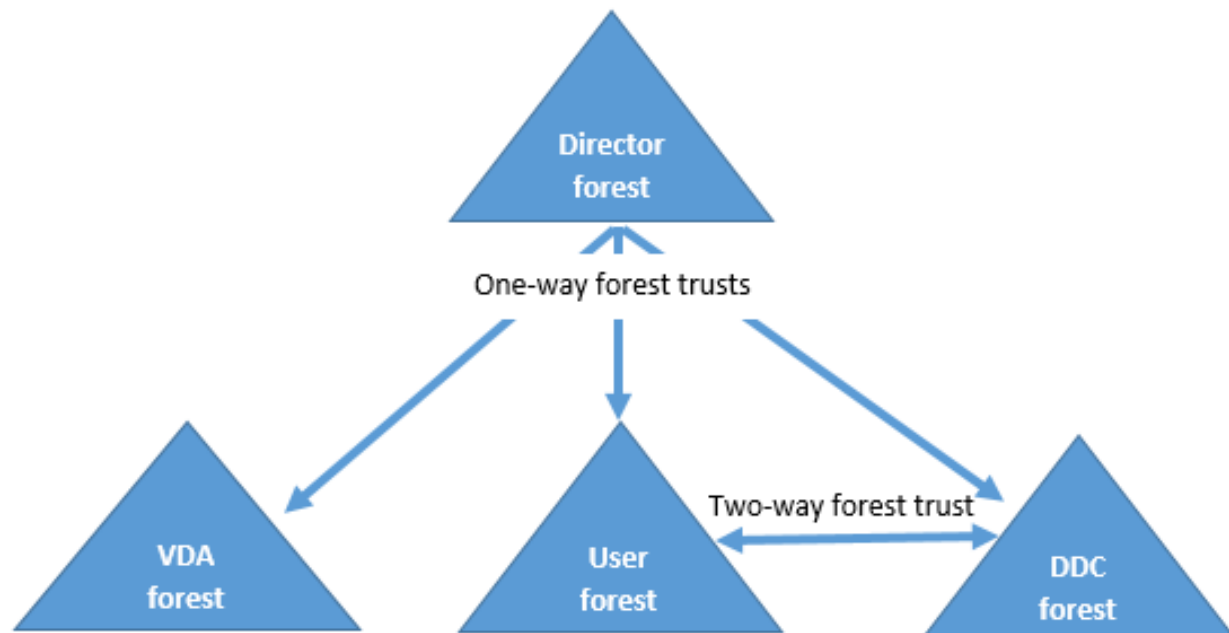 Director
forest
One-way forest trusts
Two-way forest trust
VDA
forest
User
forest
DDC
forest